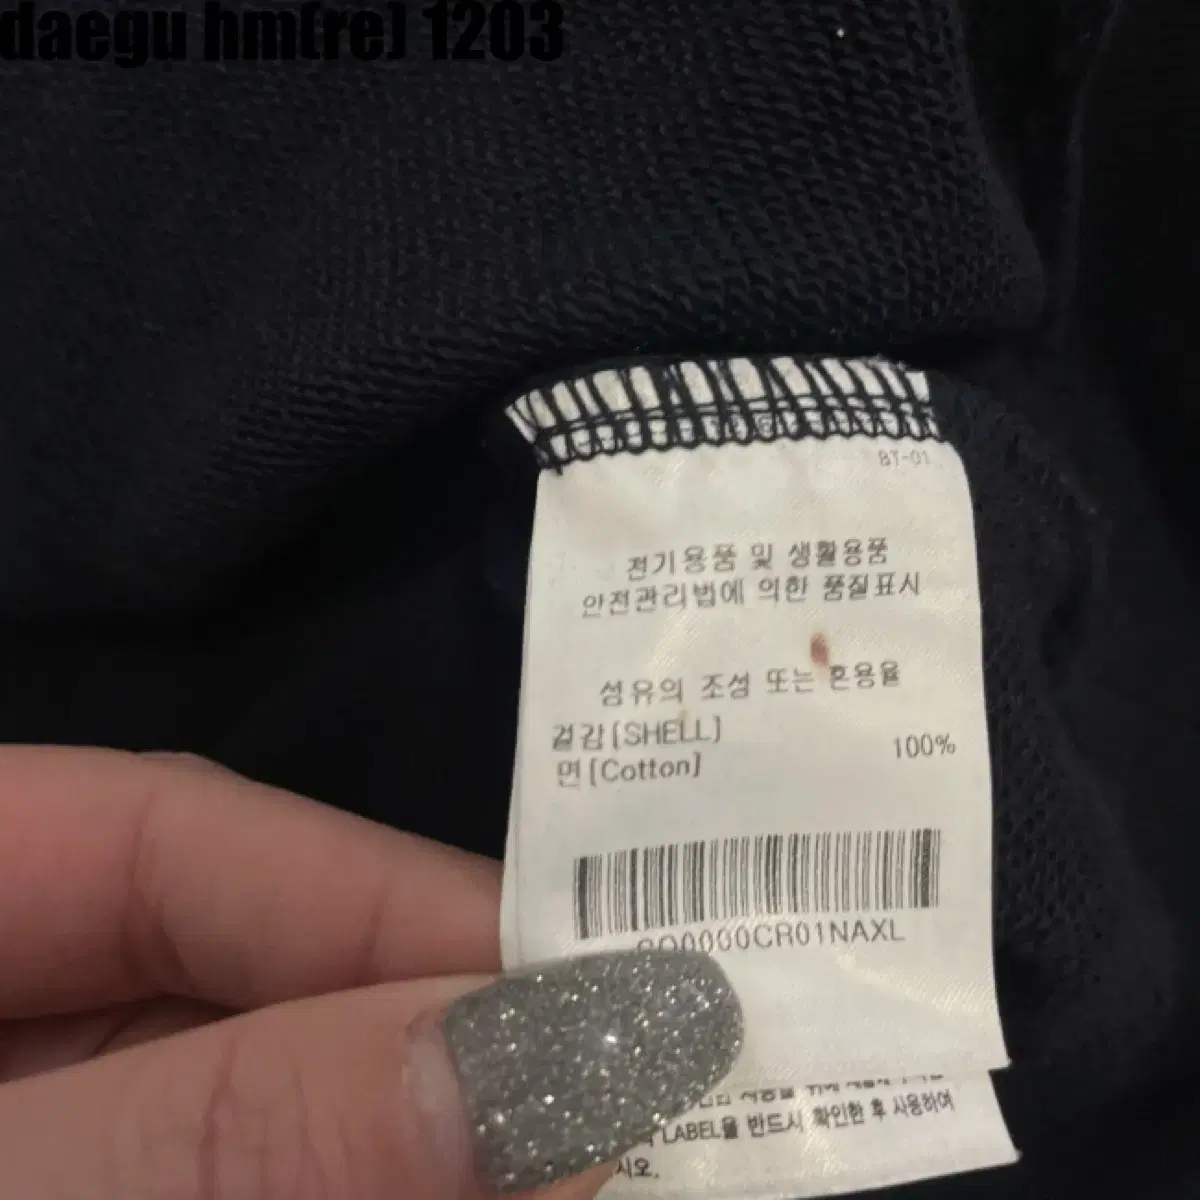 daegu hm(re) 1203
BT-01
전기용품 및 생활용품
안전관리법에 의한 품질표시
섬유의 조성 또는 혼용율
겉감[SHELL]
면[Cotton] 100%
0000CR01NAXL
LABEL을 반드시 확인한 후 사용하여